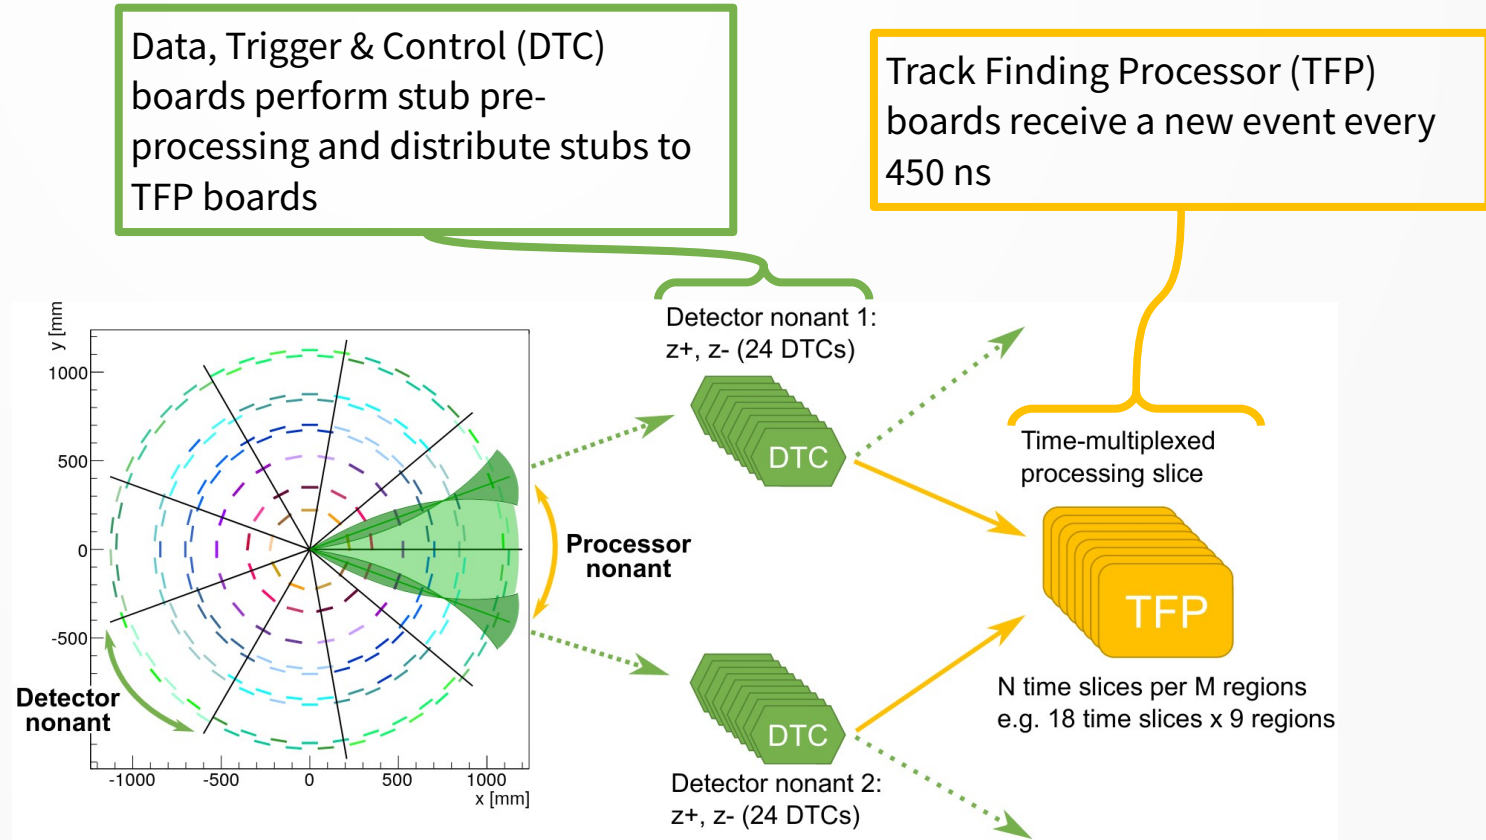 Data, Trigger & Control (DTC)
boards perform stub pre-
processing and distribute stubs to
TFP boards
Track Finding Processor (TFP)
boards receive a new event every
450 ns
Detector nonant 1:
z+, z- (24 DTCs)
DTC
y [mm
1000
500
0
-500
-1000
-500
0
500
1000
x [mm]
Processor
nonant
Detector
nonant
Time-multiplexed
processing slice
TFP
N time slices per M regions
e.g. 18 time slices x 9 regions
DTC
Detector nonant 2:
z+, z- (24 DTCs)